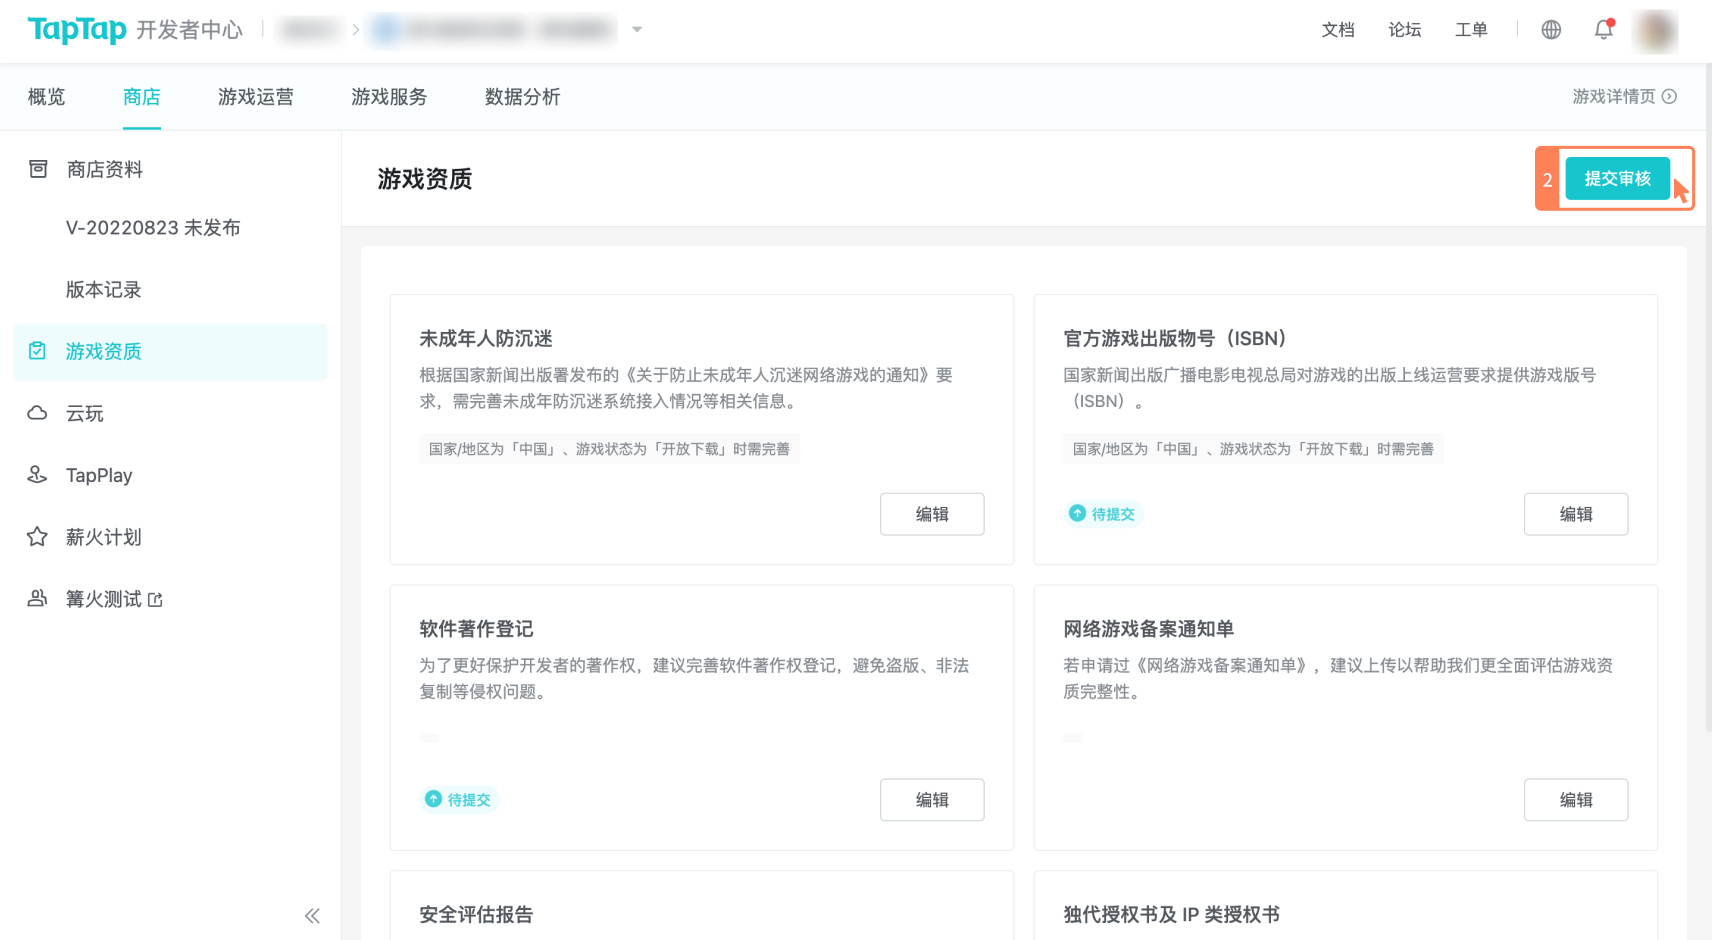 TapTap 开发者中心
文档 论坛 工单
概览 商店 游戏运营 游戏服务 数据分析 游戏详情页
商店资料
V-20220823 未发布
版本记录
游戏资质
云玩
TapPlay
薪火计划
篝火测试
游戏资质
2 提交审核
未成年人防沉迷
根据国家新闻出版署发布的《关于防止未成年人沉迷网络游戏的通知》要
求，需完善未成年防沉迷系统接入情况等相关信息。
国家/地区为「中国」、游戏状态为「开放下载」时需完善
编辑
官方游戏出版物号（ISBN）
国家新闻出版广播电影电视总局对游戏的出版上线运营要求提供游戏版号
（ISBN）。
国家/地区为「中国」、游戏状态为「开放下载」时需完善
待提交
编辑
软件著作登记
为了更好保护开发者的著作权，建议完善软件著作权登记，避免盗版、非法
复制等侵权问题。
待提交
编辑
网络游戏备案通知单
若申请过《网络游戏备案通知单》，建议上传以帮助我们更全面评估游戏资
质完整性。
编辑
安全评估报告
独代授权书及 IP 类授权书